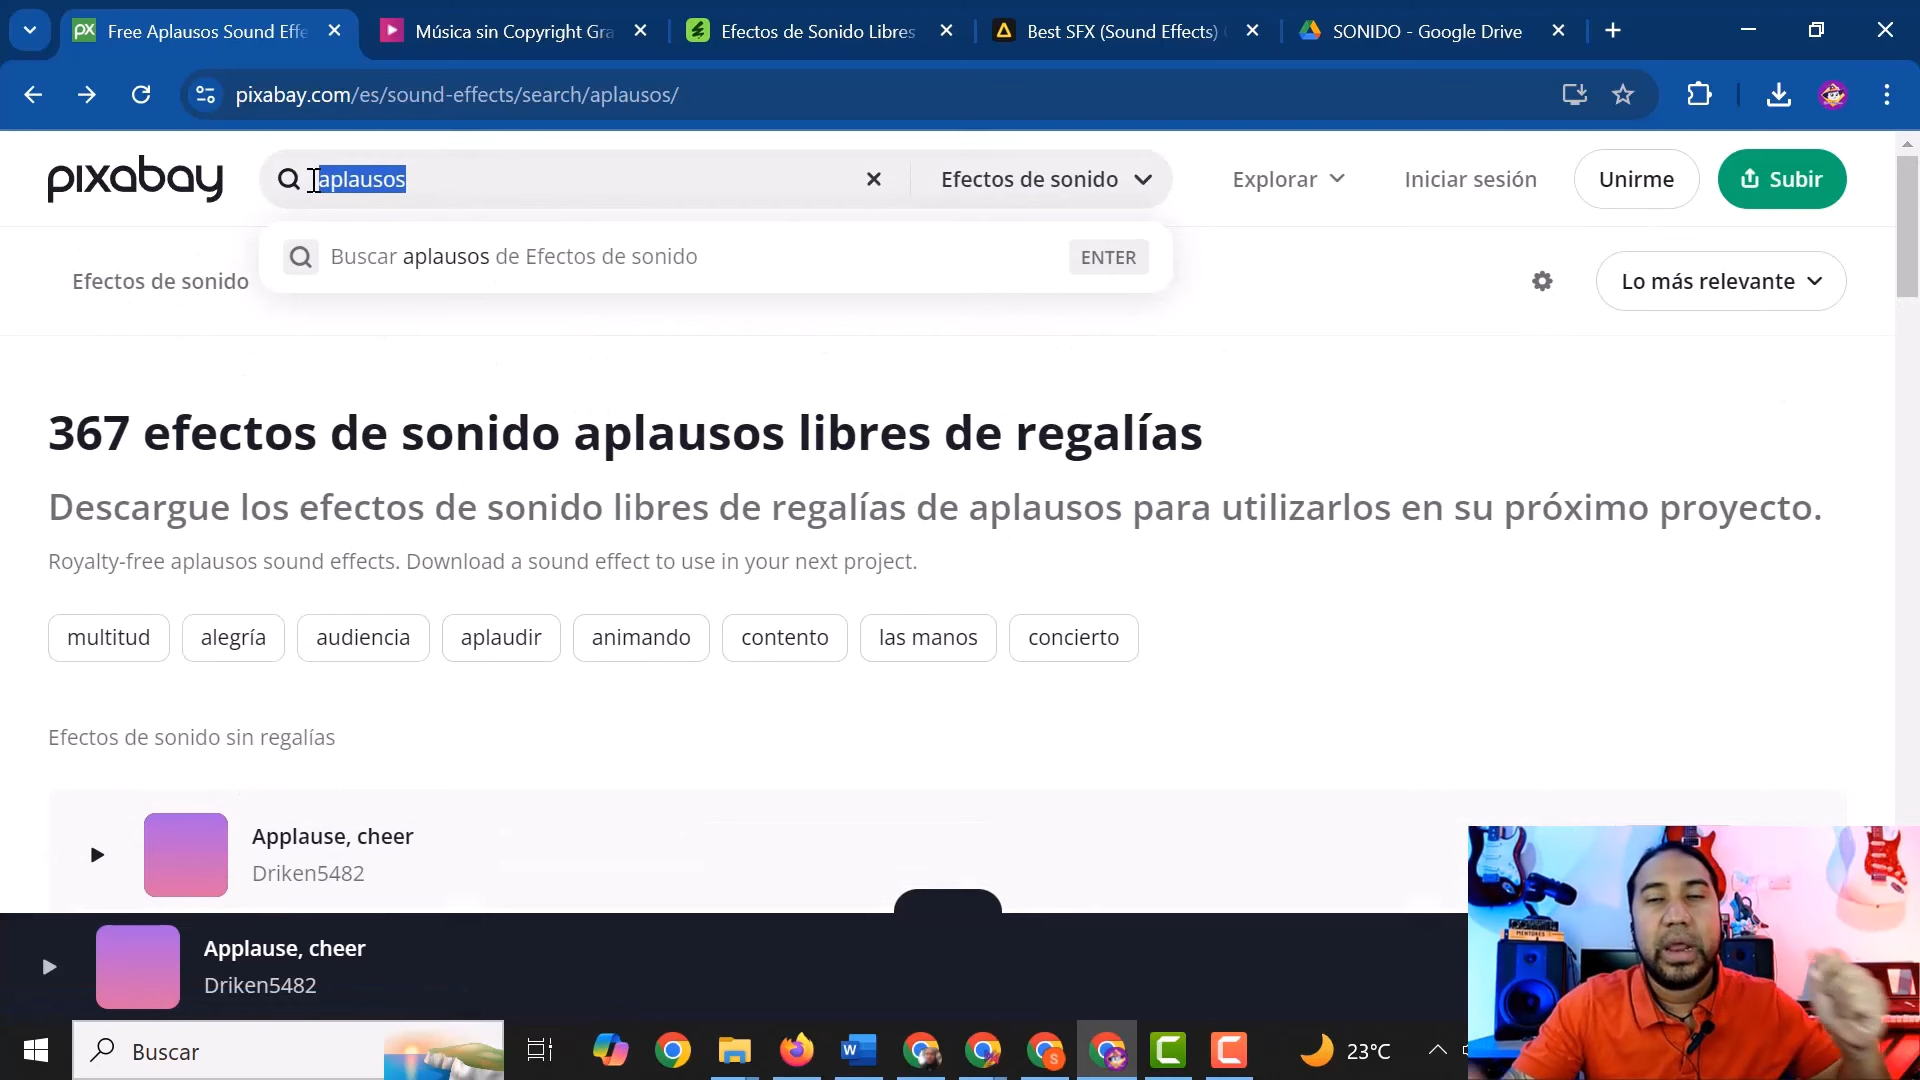 Free Aplausos Sound Effe
Música sin Copyright Gra
Efectos de Sonido Libres
Best SFX (Sound Effects)
SONIDO - Google Drive
pixabay.com/es/sound-effects/search/aplausos/
pixabay
aplausos
Efectos de sonido
Explorar
Iniciar sesión
Unirme
Subir
Buscar aplausos de Efectos de sonido
ENTER
Efectos de sonido
Lo más relevante
367 efectos de sonido aplausos libres de regalías
Descargue los efectos de sonido libres de regalías de aplausos para utilizarlos en su próximo proyecto.
Royalty-free aplausos sound effects. Download a sound effect to use in your next project.
multitud
alegría
audiencia
aplaudir
animando
contento
las manos
concierto
Efectos de sonido sin regalías
Applause, cheer
Driken5482
Applause, cheer
Driken5482
MENTORES
Buscar
23°C